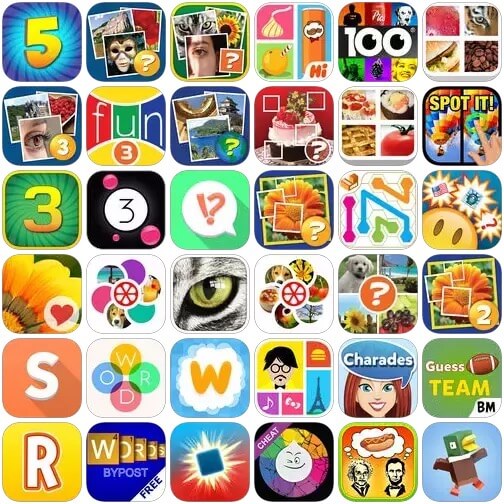 5
?
?
Hi
Pic
100
3
fun
3
?
?
SPOT IT!
3
3
!?
?
?
2
S
W
O R
R D
W
Charades
Guess
TEAM
BM
R
WORDS
BYPOST
FREE
CHEAT